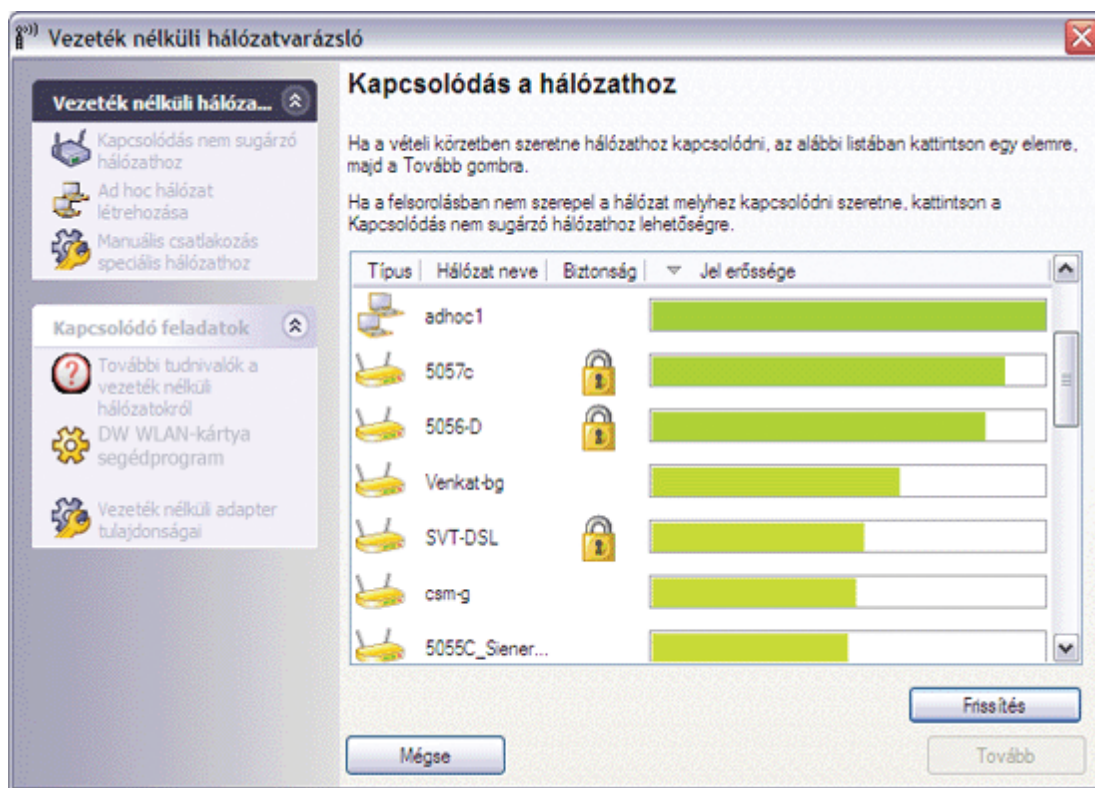 Vezeték nélküli hálózatvarázsló
Vezeték nélküli hálóza...
Kapcsolódás nem sugárzó
hálózathoz
Ad hoc hálózat
létrehozása
Manuális csatlakozás
speciális hálózathoz
Kapcsolódó feladatok
További tudnivalók a
vezeték nélküli
hálózatokról
DW WLAN-kártya
segédprogram
Vezeték nélküli adapter
tulajdonságai
Kapcsolódás a hálózathoz
Ha a vételi körzetben szeretne hálózathoz kapcsolódni, az alábbi listában kattintson egy elemre,
majd a Tovább gombra.
Ha a felsorolásban nem szerepel a hálózat melyhez kapcsolódni szeretne, kattintson a
Kapcsolódás nem sugárzó hálózathoz lehetőségre.
Típus Hálózat neve Biztonság Jel erőssége
adhoc1
5057c
5056-D
Venkat-bg
SVT-DSL
csm-g
5055C_Siener...
Frissítés
Mégse Tovább